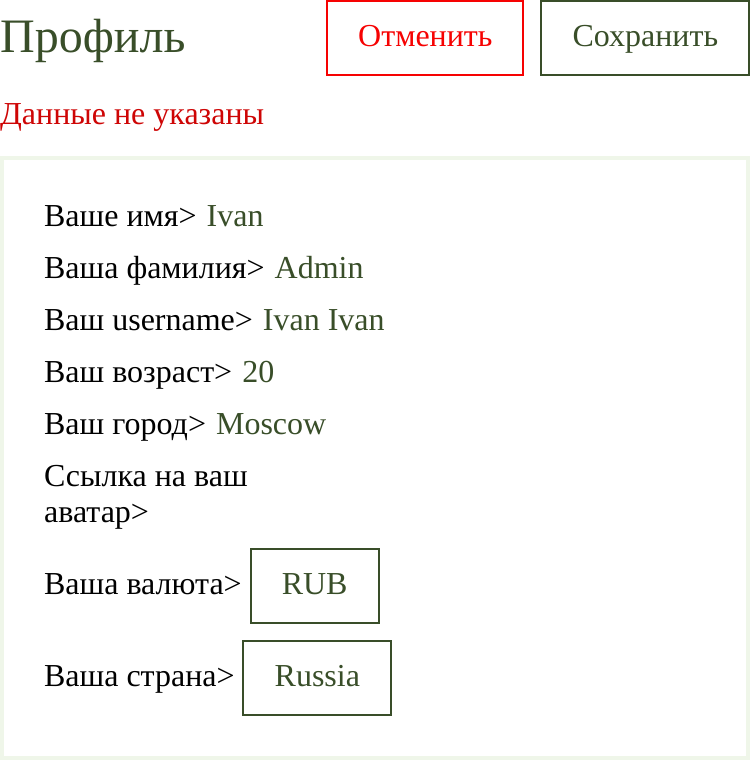 Профиль
Отменить
Сохранить
Данные не указаны
Ваше имя> Ivan
Ваша фамилия> Admin
Ваш username> Ivan Ivan
Ваш возраст> 20
Ваш город> Moscow
Ссылка на ваш
аватар>
Ваша валюта> RUB
Ваша страна> Russia